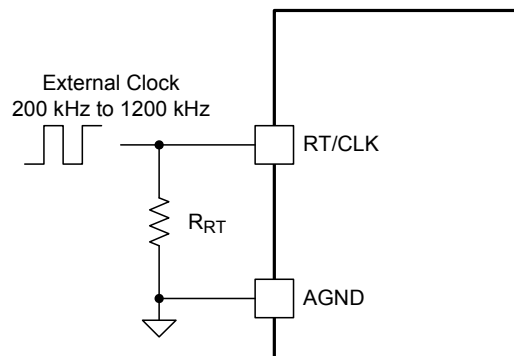 External Clock
200 kHz to 1200 kHz
RT/CLK
RRT
AGND